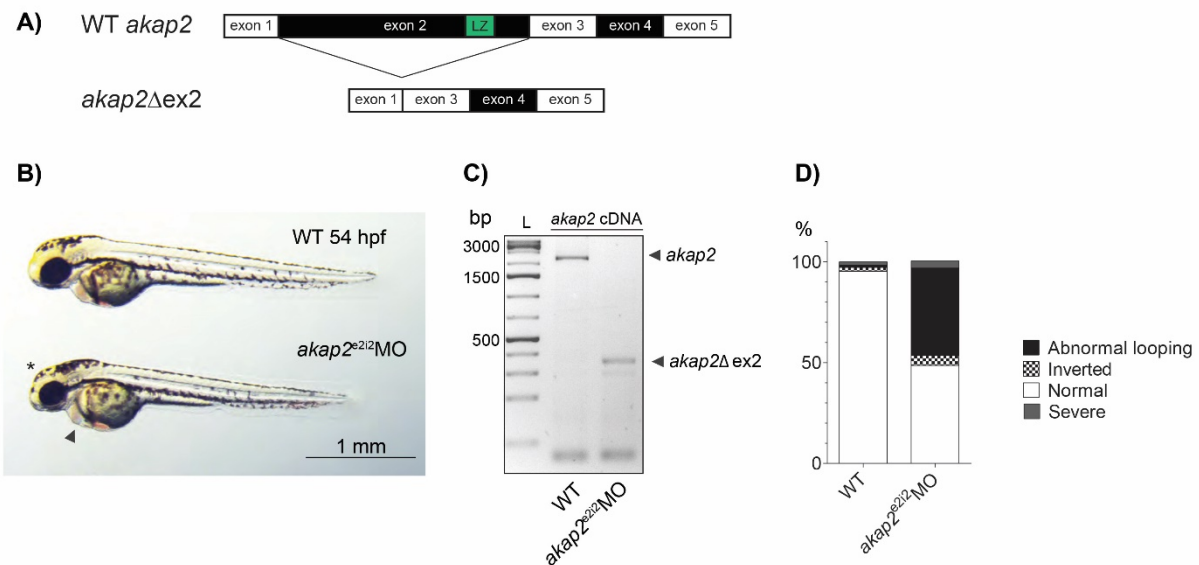 A)
WT akap2
exon 1
exon 2
LZ
exon 3
exon 4
exon 5
akap2Δex2
exon 1
exon 3
exon 4
exon 5
B)
WT 54 hpf
akap2e2i2MO
*
1 mm
C)
bp
L
akap2 cDNA
3000
1500
500
akap2
akap2Δ ex2
WT
akap2e2i2MO
D)
%
100
50
0
WT
akap2e2i2MO
Abnormal looping
Inverted
Normal
Severe